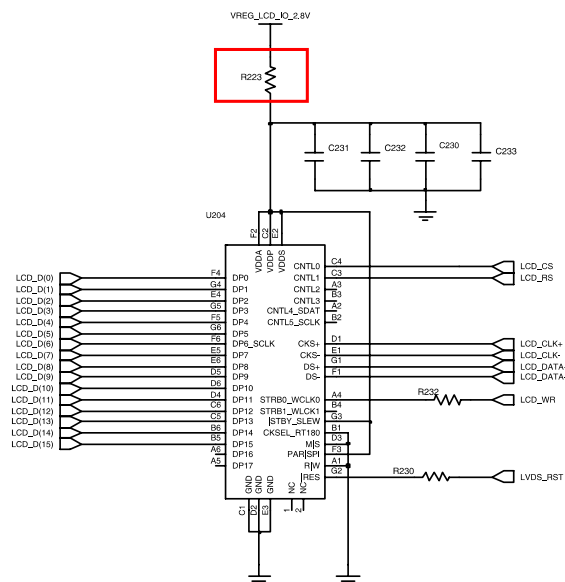 VREG_LCD_IO_2.8V
R223
C231 C232 C230 C233
U204
F2 C2 E2
VDDA VDDP VDDS
LCD_D(0) F4 DP0 CNTL0 C4 LCD_CS
LCD_D(1) G4 DP1 CNTL1 C3 LCD_RS
LCD_D(2) E4 DP2 CNTL2 A3
LCD_D(3) G5 DP3 CNTL3 B3
LCD_D(4) F5 DP4 CNTL4_SDAT A2
LCD_D(5) G6 DP5 CNTL5_SCLK B2
LCD_D(6) F6 DP6_SCLK CKS+ D1 LCD_CLK+
LCD_D(7) E5 DP7 CKS- E1 LCD_CLK-
LCD_D(8) E6 DP8 DS+ G1 LCD_DATA+
LCD_D(9) D5 DP9 DS- F1 LCD_DATA-
LCD_D(10) D6 DP10
LCD_D(11) D4 DP11 STRB0_WCLK0 A4 R232 LCD_WR
LCD_D(12) C6 DP12 STRB1_WLCK1 B4
LCD_D(13) C5 DP13 |STBY_SLEW G3
LCD_D(14) B6 DP14 CKSEL_RT180 B1
LCD_D(15) B5 DP15 M|S D3
A6 DP16 PAR|SPI F3
A5 DP17 R|W A1
|RES G2 R230 LVDS_RST
GND GND GND NC NC
C1 D2 E3 1 2